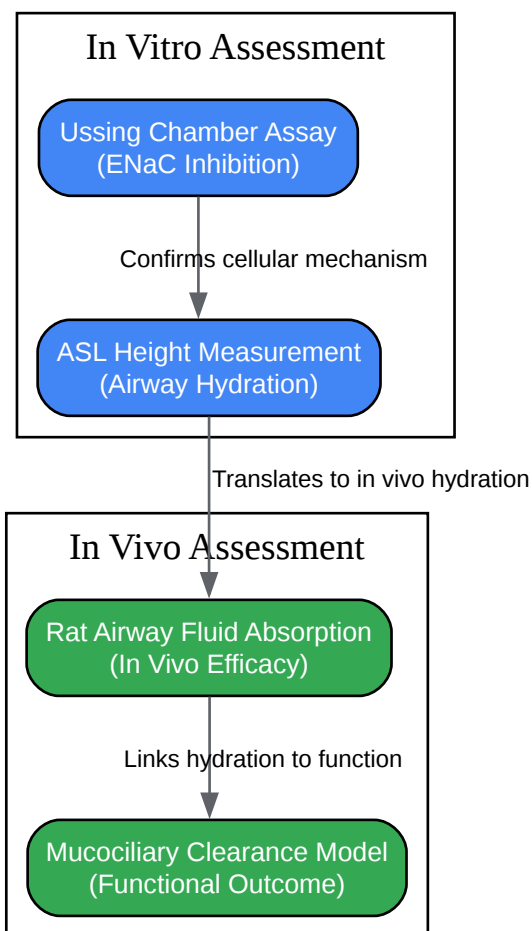 In Vitro Assessment
Ussing Chamber Assay
(ENaC Inhibition)
Confirms cellular mechanism
ASL Height Measurement
(Airway Hydration)
Translates to in vivo hydration
In Vivo Assessment
Rat Airway Fluid Absorption
(In Vivo Efficacy)
Links hydration to function
Mucociliary Clearance Model
(Functional Outcome)